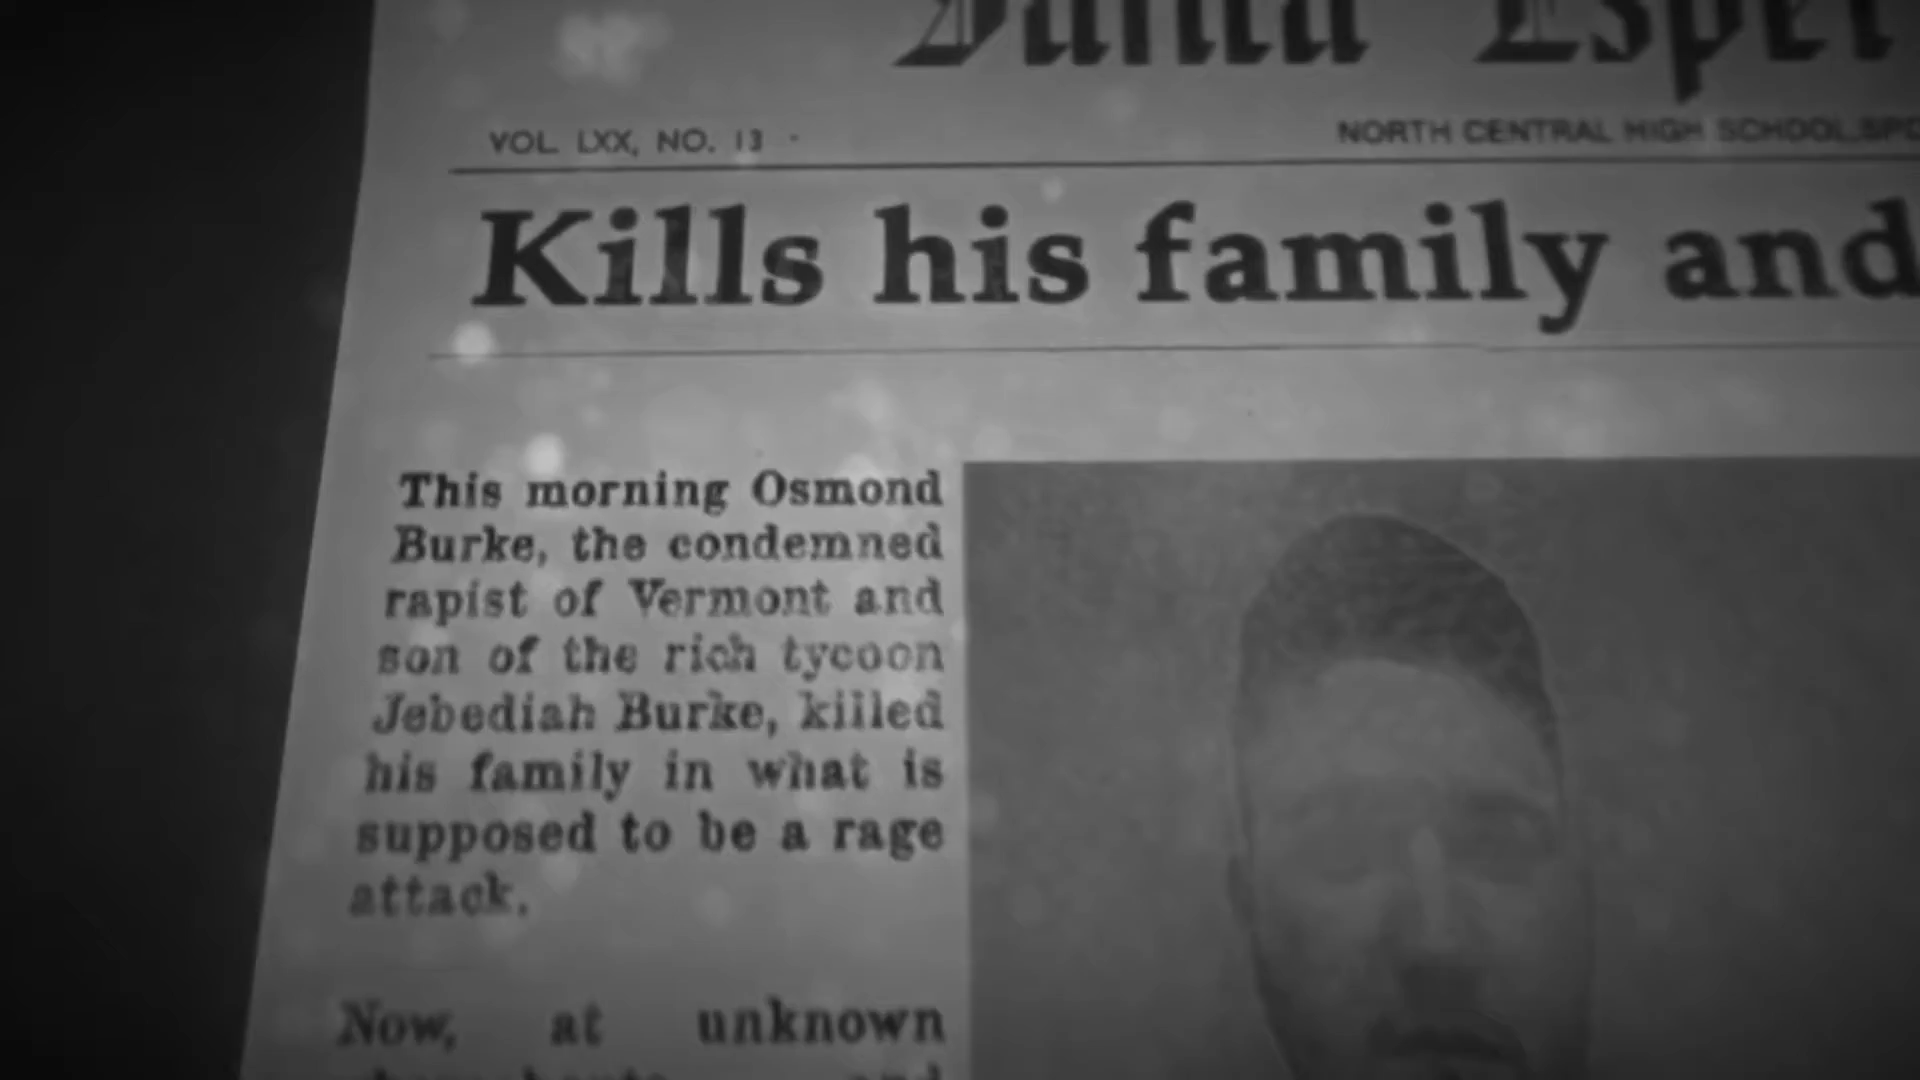 VOL. LXX, NO. 13
NORTH CENTRAL HIGH SCHOOL,
Kills his family and
This morning Osmond
Burke, the condemned
rapist of Vermont and
son of the rich tycoon
Jebediah Burke, killed
his family in what is
supposed to be a rage
attack.
Now, at unknown
and